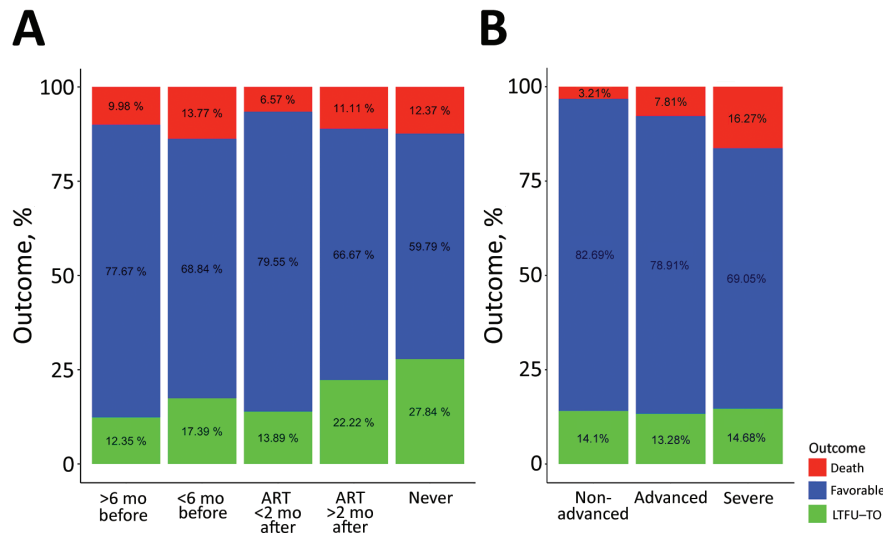 A
B
Outcome, %
100
75
50
25
0
9.98 %
13.77 %
6.57 %
11.11 %
12.37 %
77.67 %
68.84 %
79.55 %
66.67 %
59.79 %
12.35 %
17.39 %
13.89 %
22.22 %
27.84 %
>6 mo
before
<6 mo
before
ART
<2 mo
after
ART
>2 mo
after
Never
Outcome, %
100
75
50
25
0
3.21%
7.81%
16.27%
82.69%
78.91%
69.05%
14.1%
13.28%
14.68%
Non-
advanced
Advanced
Severe
Outcome
Death
Favorable
LTFU–TO